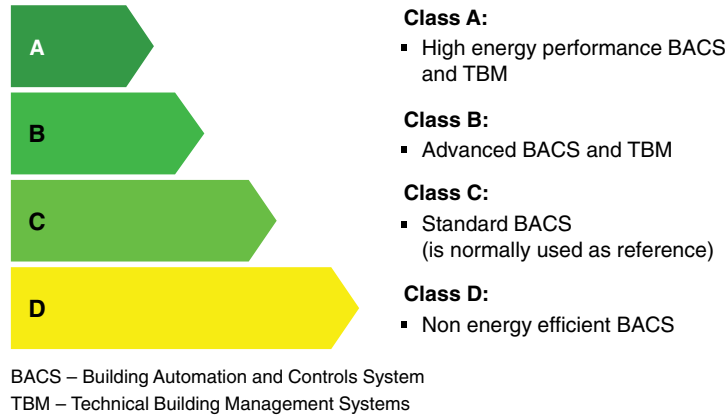 A
Class A:
▪ High energy performance BACS
and TBM
B
Class B:
▪ Advanced BACS and TBM
C
Class C:
▪ Standard BACS
(is normally used as reference)
D
Class D:
▪ Non energy efficient BACS
BACS – Building Automation and Controls System
TBM – Technical Building Management Systems